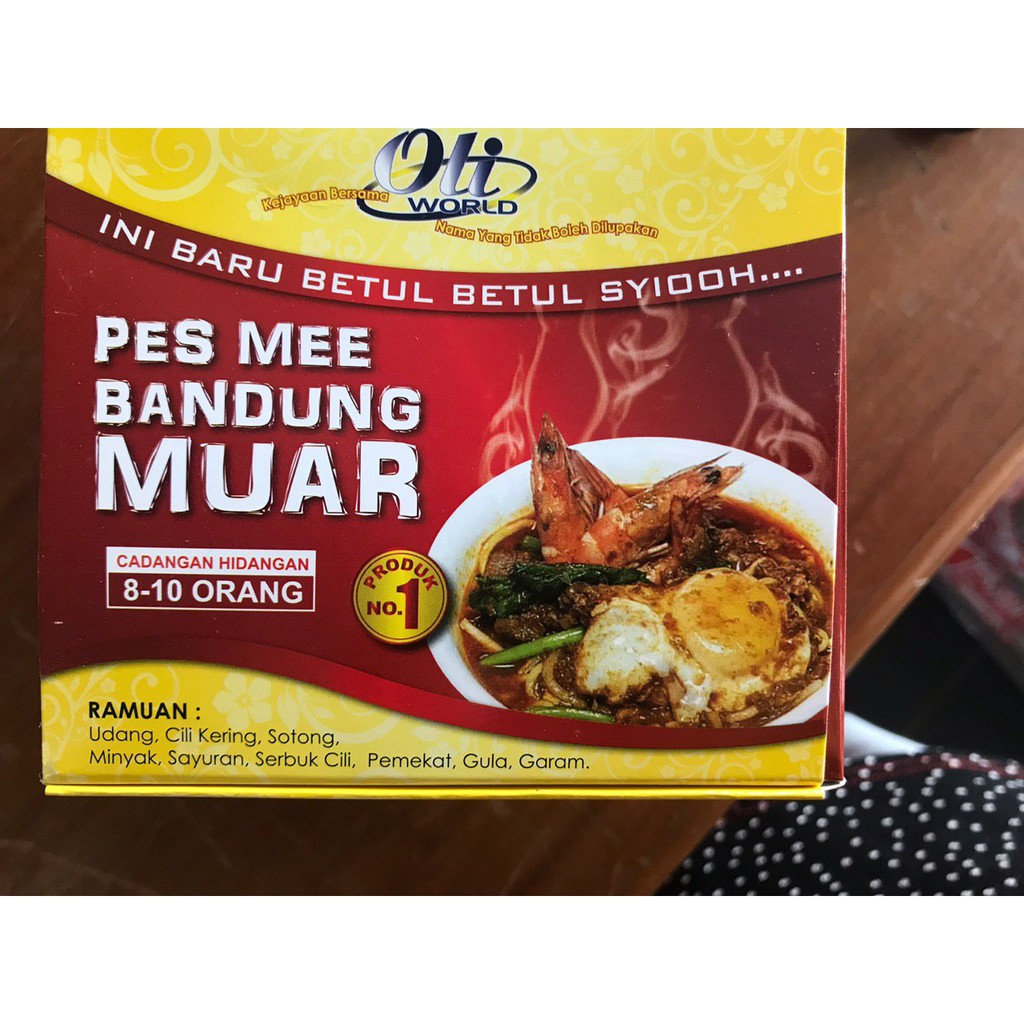 Oli
WORLD
Kejayaan Bersama
Nama Yang Tidak Boleh Dilupakan
INI BARU BETUL BETUL SYIOOH....
PES MEE
BANDUNG
MUAR
CADANGAN HIDANGAN
8-10 ORANG
PRODUK
NO.1
RAMUAN :
Udang, Cili Kering, Sotong,
Minyak, Sayuran, Serbuk Cili, Pemekat, Gula, Garam.